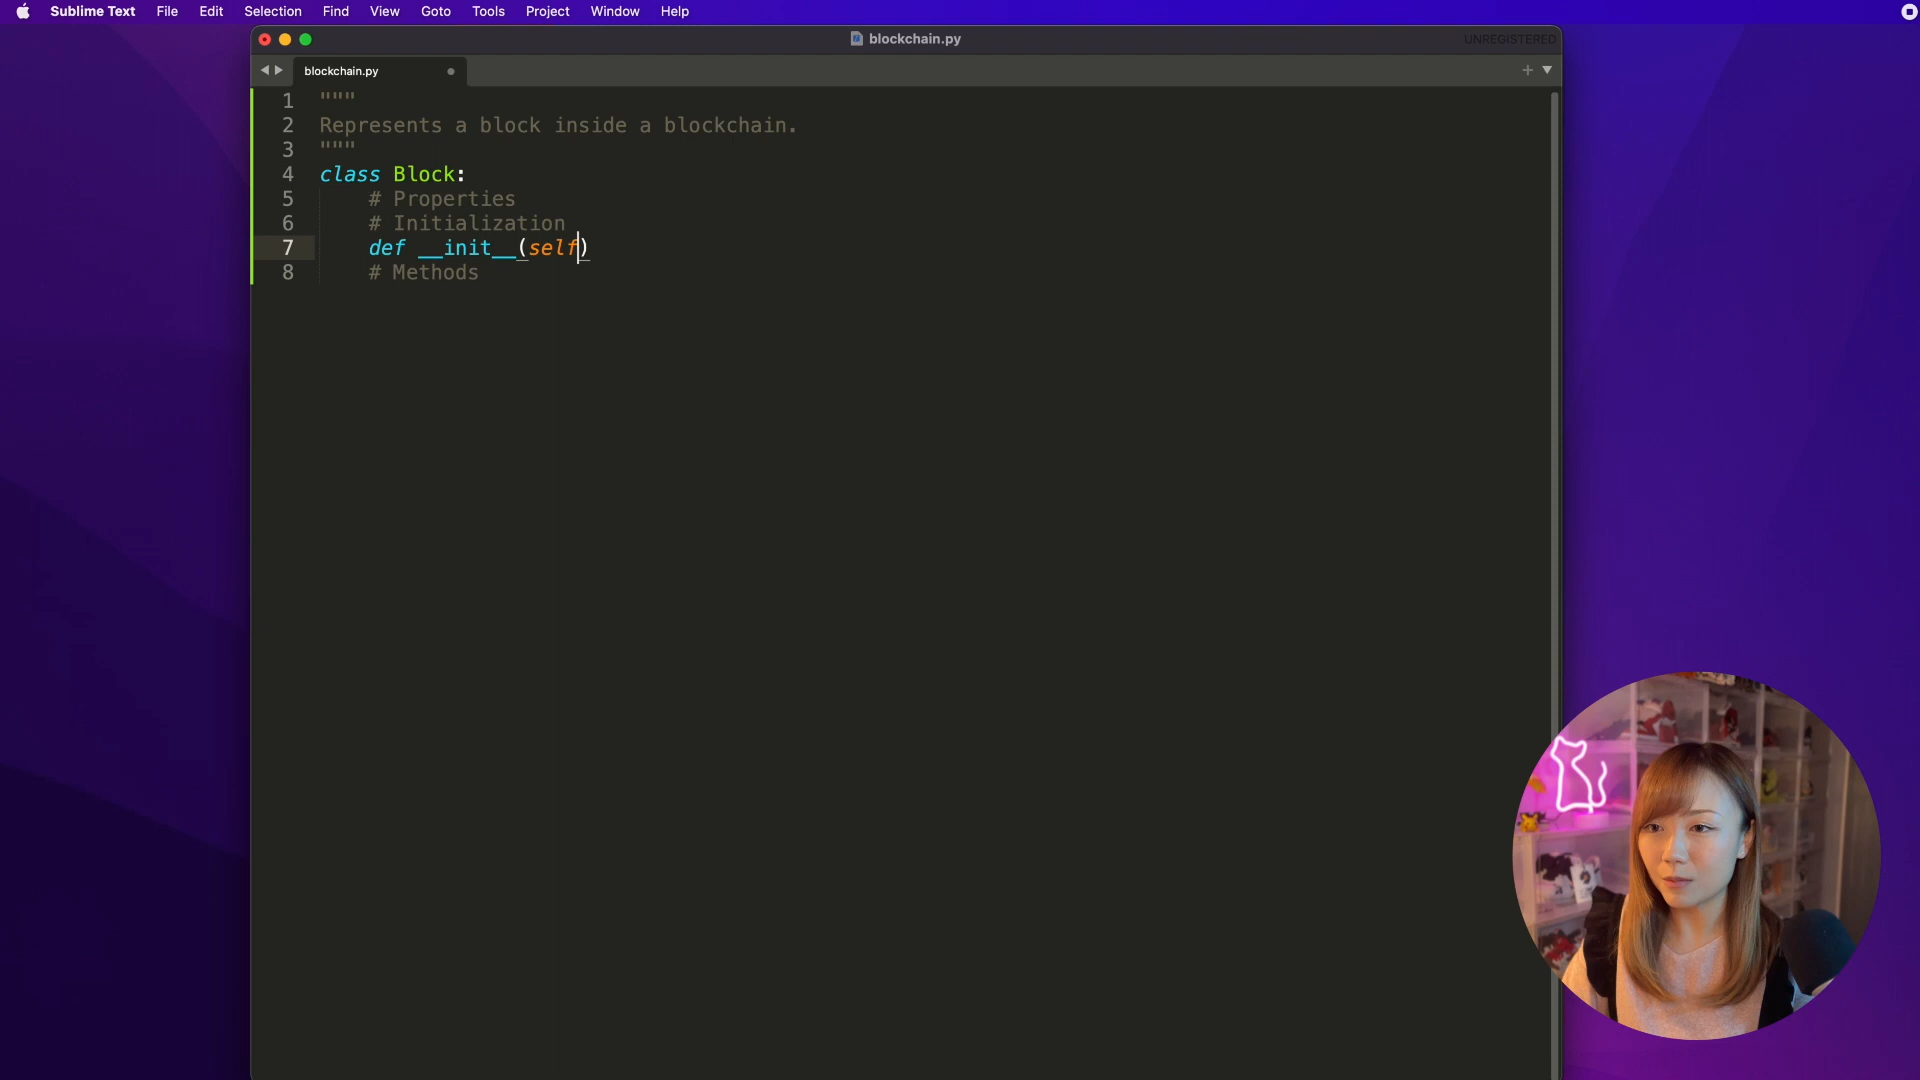 Sublime Text File Edit Selection Find View Goto Tools Project Window Help
blockchain.py
UNREGISTERED
blockchain.py
1 """
2 Represents a block inside a blockchain.
3 """
4 class Block:
5 # Properties
6 # Initialization
7 def __init__(self)
8 # Methods